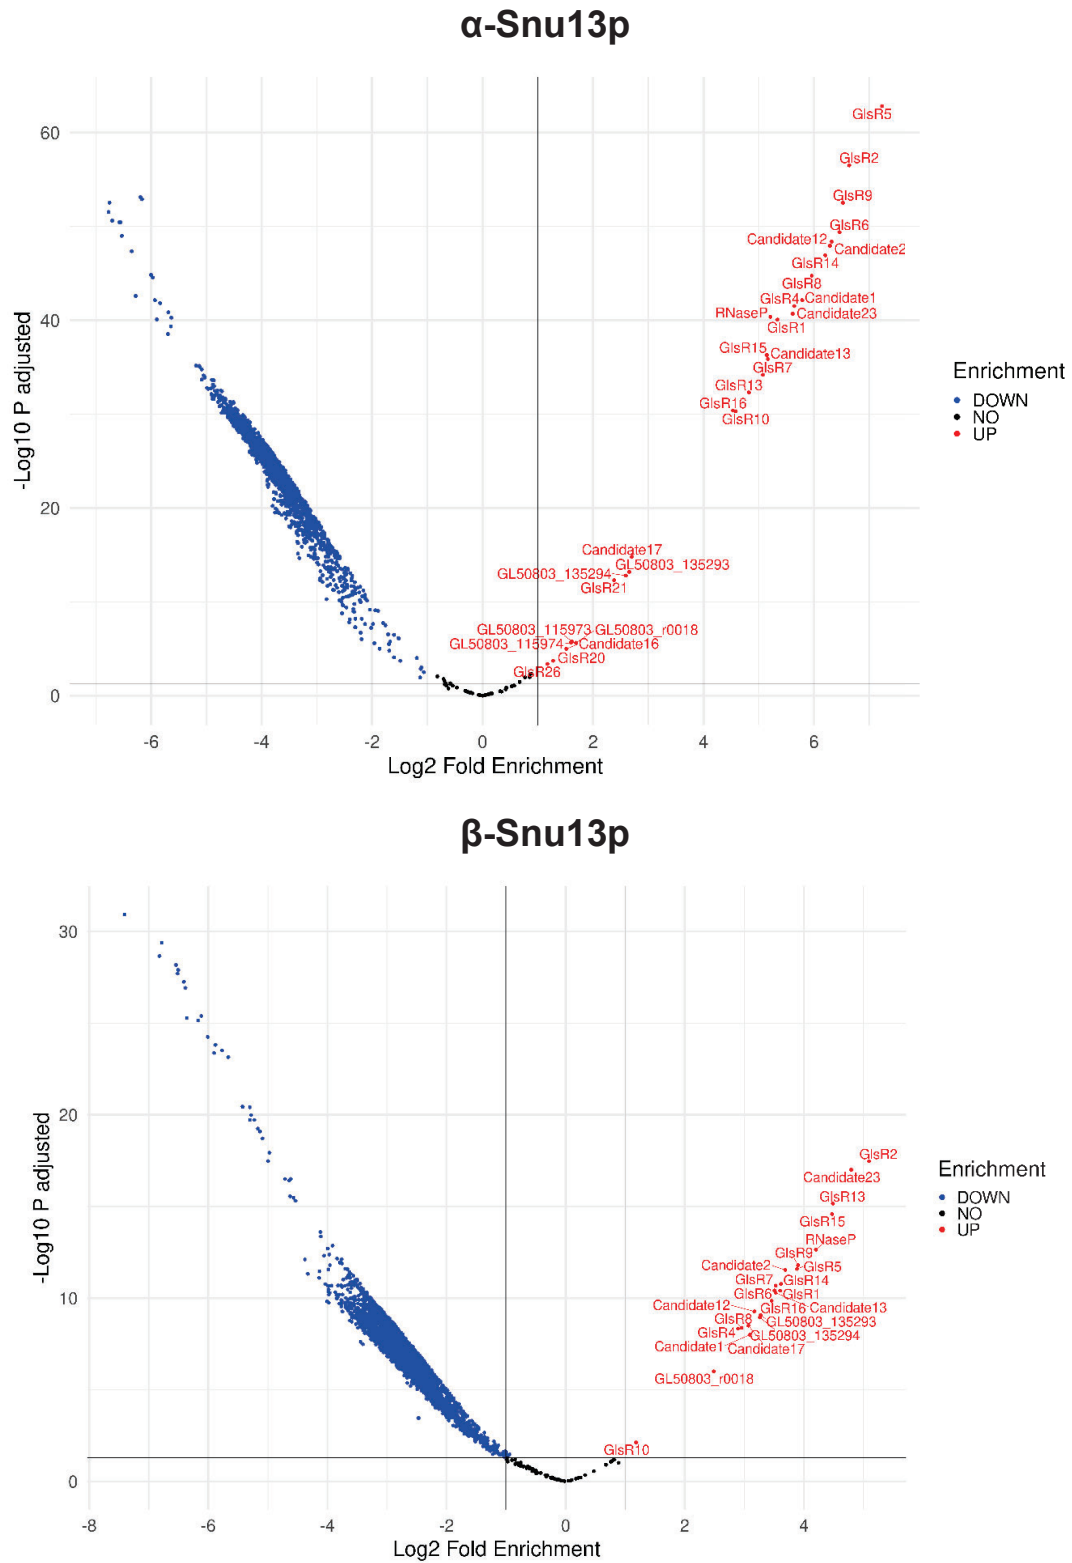 α-Snu13p
GlsR5
60
GlsR2
GlsR9
GlsR6
Candidate12
Candidate2
GlsR14
GlsR8
GlsR4 Candidate1
RNaseP Candidate23
40
GlsR1
GlsR15 Candidate13
GlsR7
GlsR13
GlsR16
GlsR10
-Log10 P adjusted
Enrichment
DOWN
NO
UP
20
Candidate17
GL50803_135293
GL50803_135294
GlsR21
GL50803_115973 GL50803_r0018
GL50803_115974 Candidate16
GlsR20
GlsR26
0
-6 -4 -2 0 2 4 6
Log2 Fold Enrichment
β-Snu13p
30
20
GlsR2
Candidate23
GlsR13
GlsR15
RNaseP
GlsR9
Candidate2 GlsR5
GlsR7 GlsR14
GlsR6 GlsR1
10
Candidate12 GlsR16 Candidate13
GlsR8 GL50803_135293
GlsR4 GL50803_135294
Candidate1 Candidate17
GL50803_r0018
GlsR10
0
-Log10 P adjusted
Enrichment
DOWN
NO
UP
-8 -6 -4 -2 0 2 4
Log2 Fold Enrichment